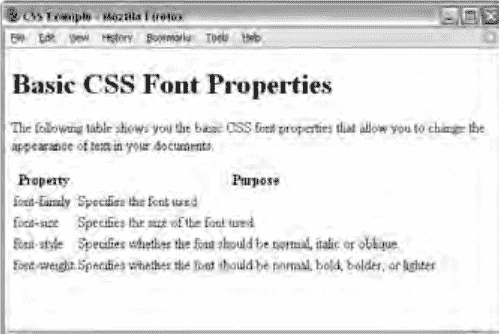 CSS Example - Mozilla Firefox
File Edit View History Bookmarks Tools Help
Basic CSS Font Properties
The following table shows you the basic CSS font properties that allow you to change the
appearance of text in your documents.
Property Purpose
font-family Specifies the font used
font-size Specifies the size of the font used
font-style Specifies whether the font should be normal, italic or oblique.
font-weight Specifies whether the font should be normal, bold, bolder, or lighter